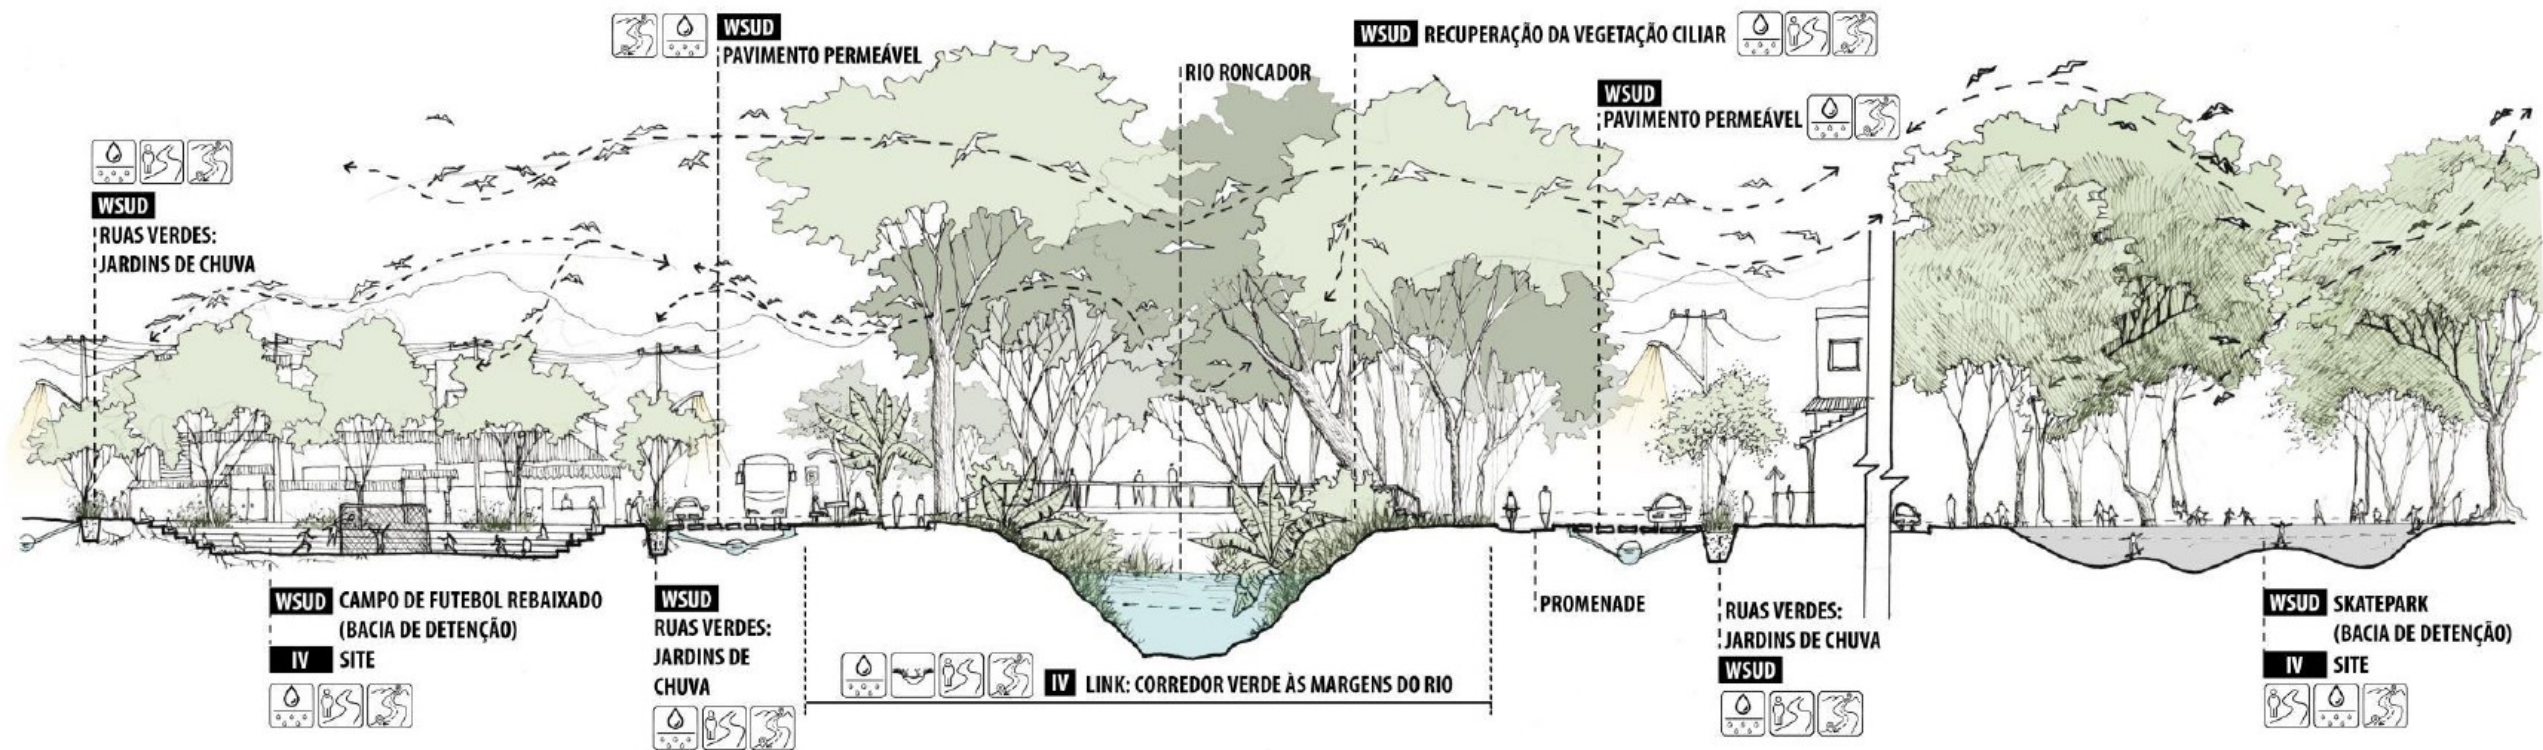 WSUD
PAVIMENTO PERMEÁVEL
WSUD RECUPERAÇÃO DA VEGETAÇÃO CILIAR
RIO RONCADOR
WSUD
PAVIMENTO PERMEÁVEL
WSUD
RUAS VERDES:
JARDINS DE CHUVA
WSUD CAMPO DE FUTEBOL REBAIXADO
(BACIA DE DETENÇÃO)
IV SITE
WSUD
RUAS VERDES:
JARDINS DE
CHUVA
IV LINK: CORREDOR VERDE ÀS MARGENS DO RIO
PROMENADE
RUAS VERDES:
JARDINS DE CHUVA
WSUD
WSUD SKATEPARK
(BACIA DE DETENÇÃO)
IV SITE